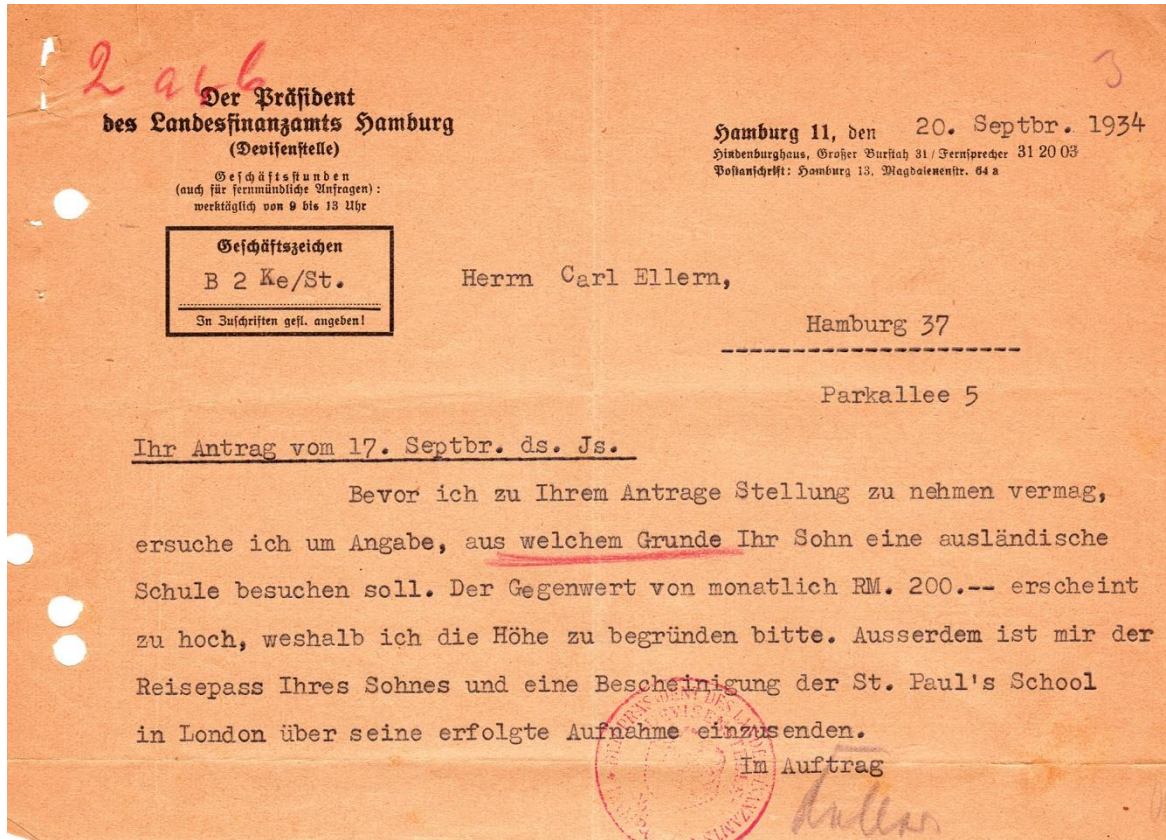 2 a u b
3
Der Präsident
des Landesfinanzamts Hamburg
(Devisenstelle)
Geschäftsstunden
(auch für fernmündliche Anfragen):
werktäglich von 9 bis 13 Uhr
Hamburg 11, den 20. Septbr. 1934
Hindenburghaus, Großer Burstah 31 / Fernsprecher 31 20 03
Postanschrift: Hamburg 13, Magdalenenstr. 64 a
Geschäftszeichen
B 2 Ke/St.
In Zuschriften gefl. angeben!
Herrn Carl Ellern,
Hamburg 37
Parkallee 5
Ihr Antrag vom 17. Septbr. ds. Js.
Bevor ich zu Ihrem Antrage Stellung zu nehmen vermag,
ersuche ich um Angabe, aus welchem Grunde Ihr Sohn eine ausländische
Schule besuchen soll. Der Gegenwert von monatlich RM. 200.-- erscheint
zu hoch, weshalb ich die Höhe zu begründen bitte. Ausserdem ist mir der
Reisepass Ihres Sohnes und eine Bescheinigung der St. Paul's School
in London über seine erfolgte Aufnahme einzusenden.
Im Auftrag